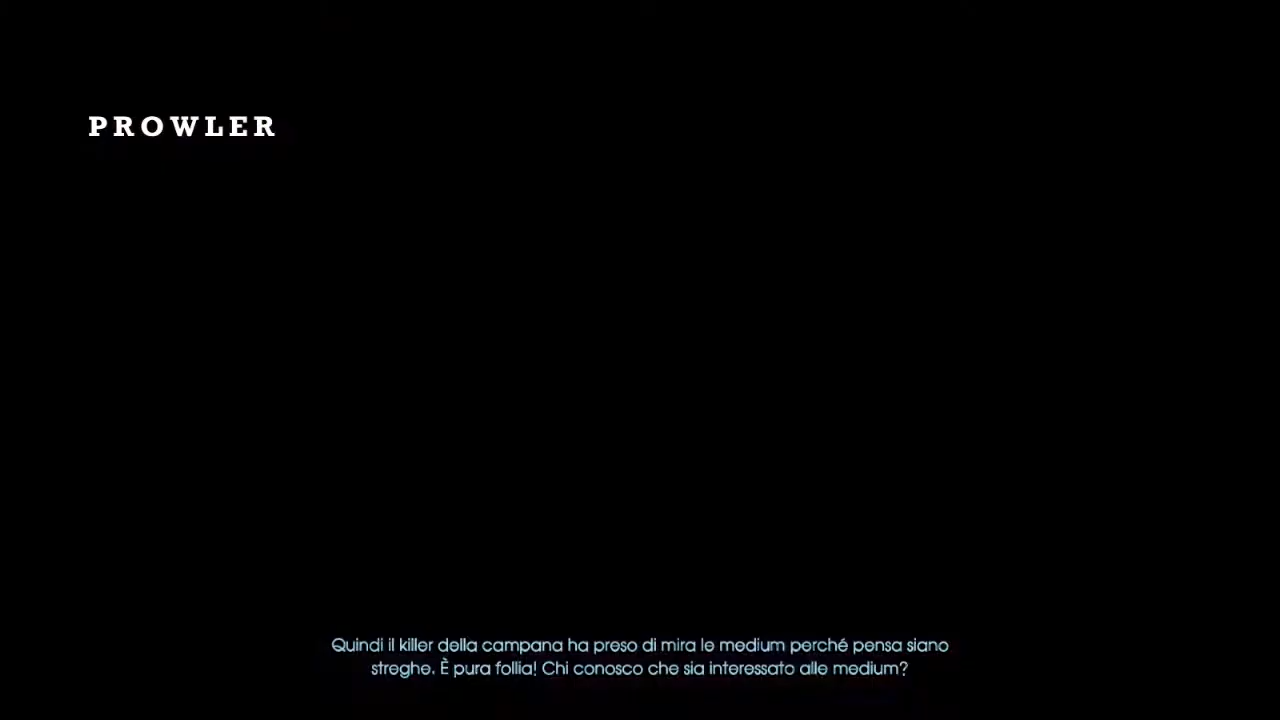 PROWLER
Quindi il killer della campana ha preso di mira le medium perché pensa siano
streghe. È pura follia! Chi conosco che sia interessato alle medium?